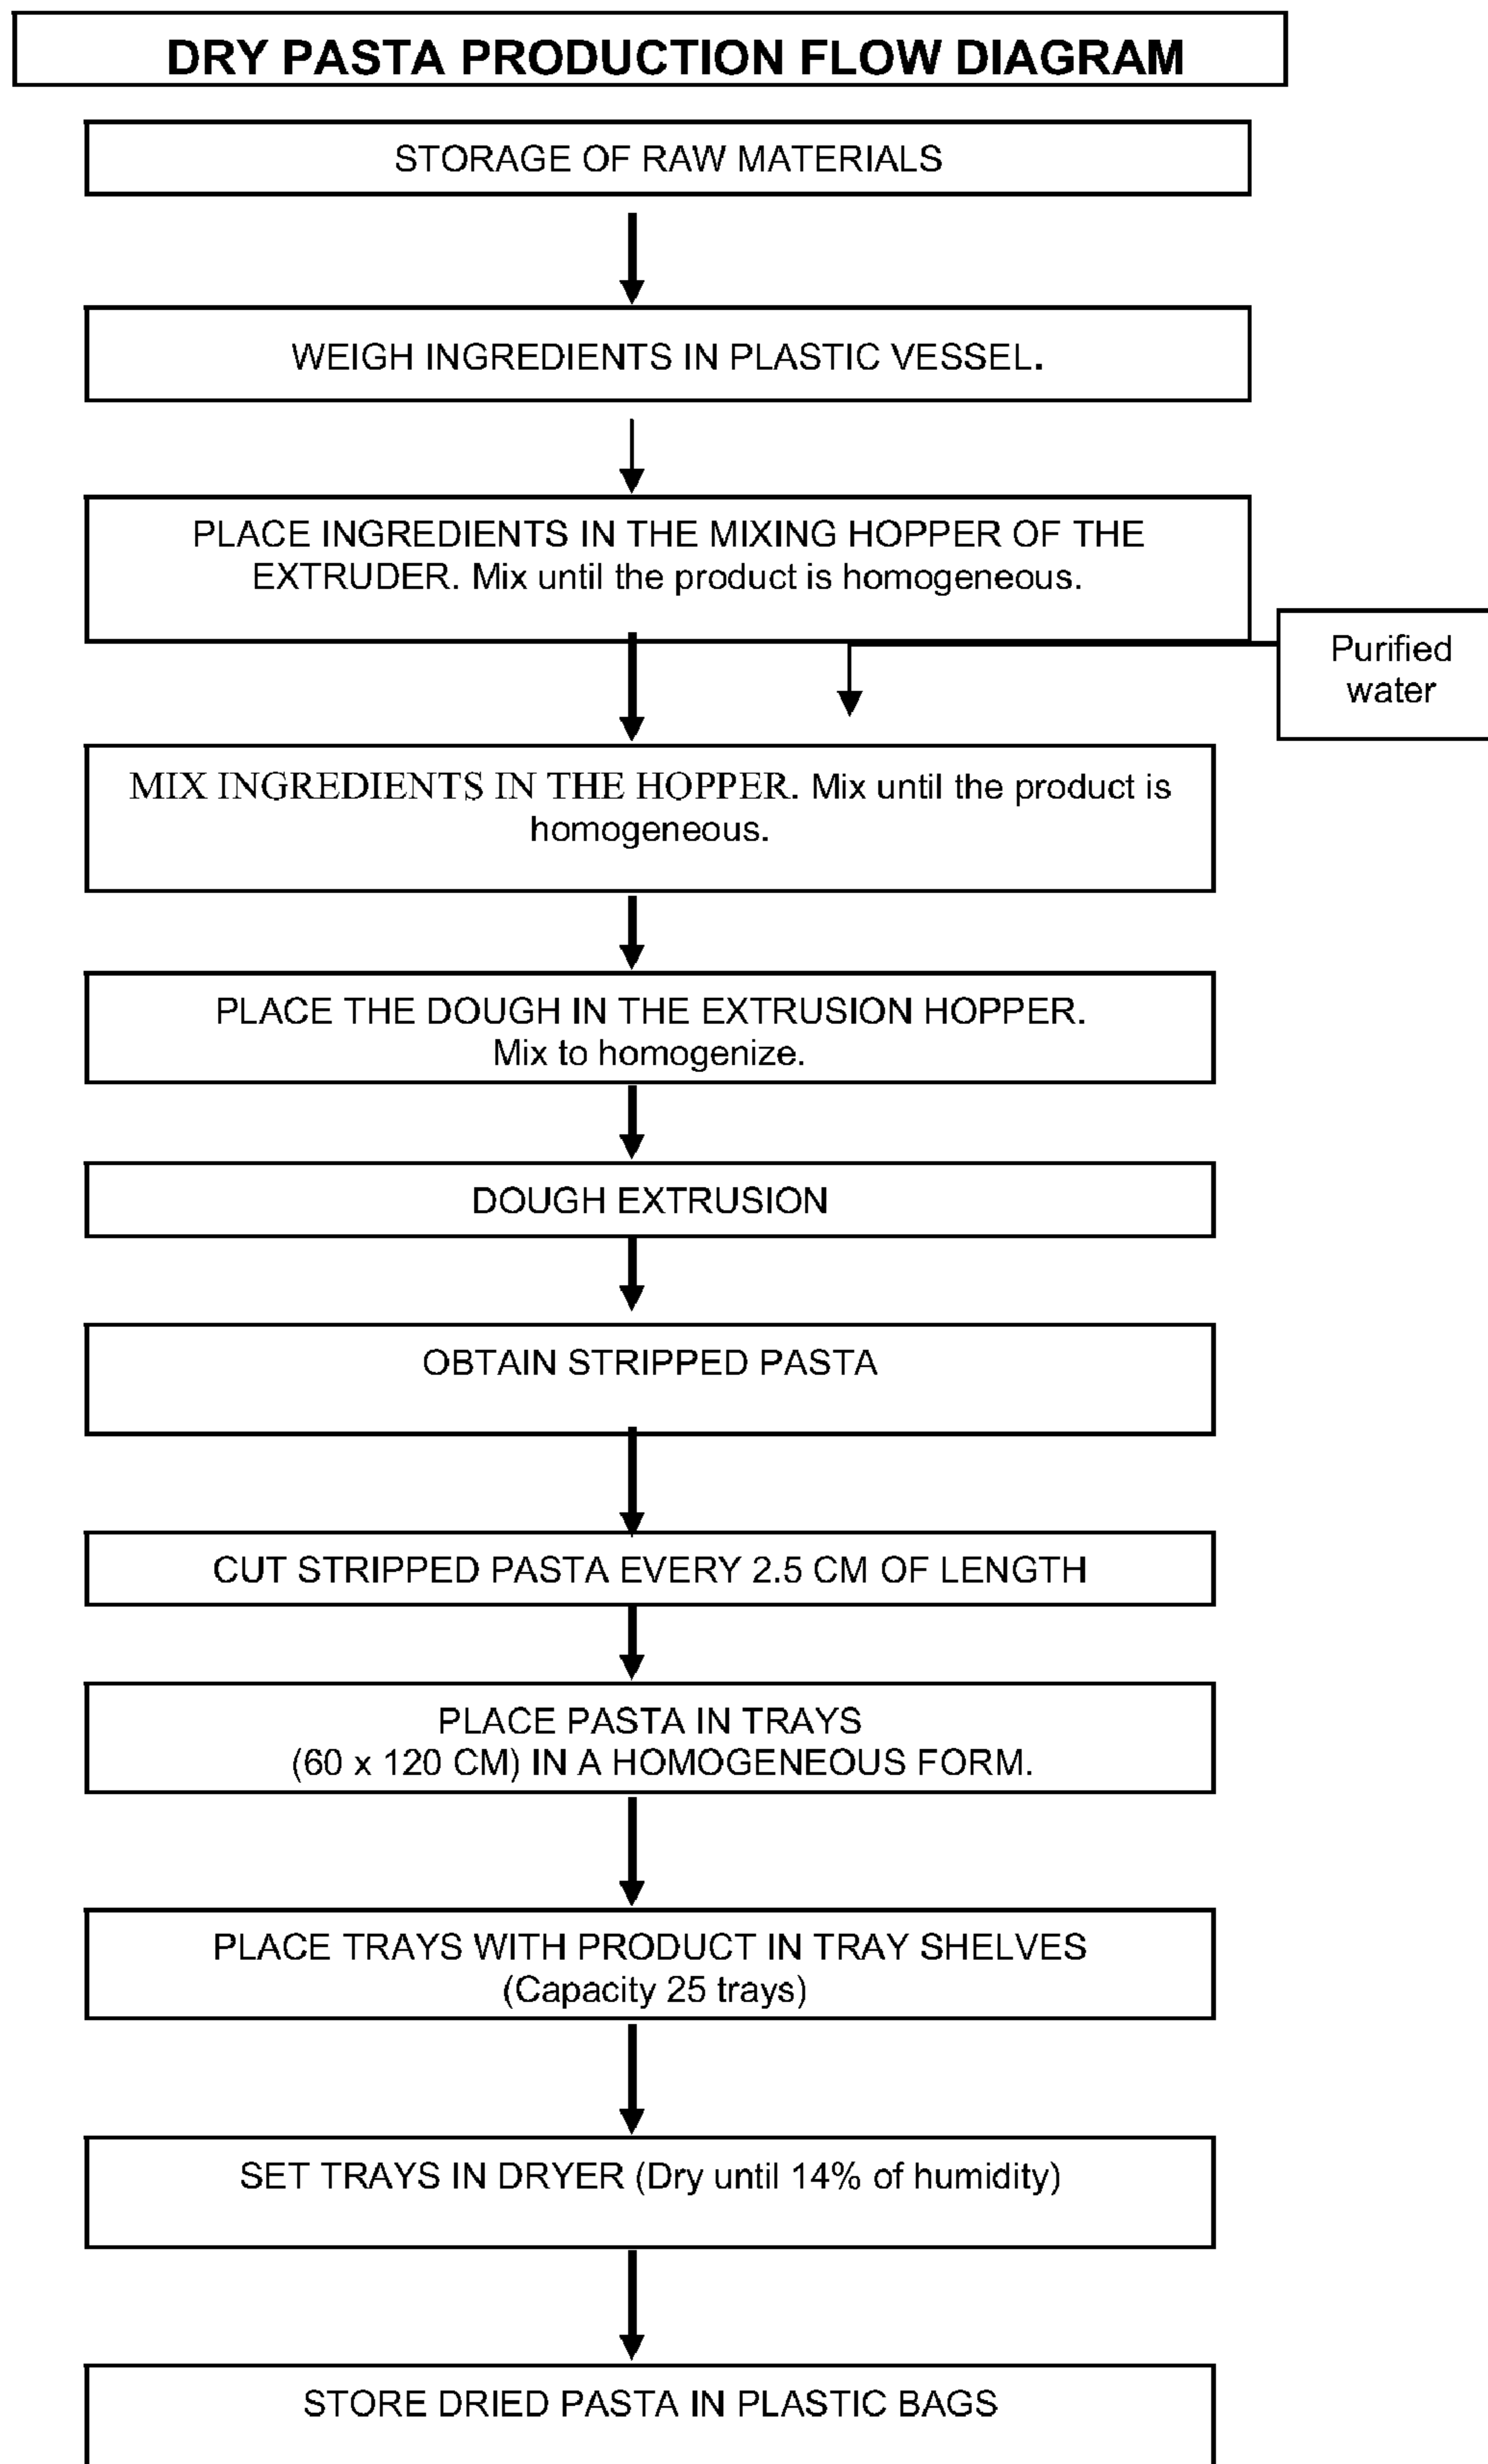 DRY PASTA PRODUCTION FLOW DIAGRAM
STORAGE OF RAW MATERIALS
WEIGH INGREDIENTS IN PLASTIC VESSEL.
PLACE INGREDIENTS IN THE MIXING HOPPER OF THE
EXTRUDER. Mix until the product is homogeneous.
Purified
water
MIX INGREDIENTS IN THE HOPPER. Mix until the product is
homogeneous.
PLACE THE DOUGH IN THE EXTRUSION HOPPER.
Mix to homogenize.
DOUGH EXTRUSION
OBTAIN STRIPPED PASTA
CUT STRIPPED PASTA EVERY 2.5 CM OF LENGTH
PLACE PASTA IN TRAYS
(60 x 120 CM) IN A HOMOGENEOUS FORM.
PLACE TRAYS WITH PRODUCT IN TRAY SHELVES
(Capacity 25 trays)
SET TRAYS IN DRYER (Dry until 14% of humidity)
STORE DRIED PASTA IN PLASTIC BAGS